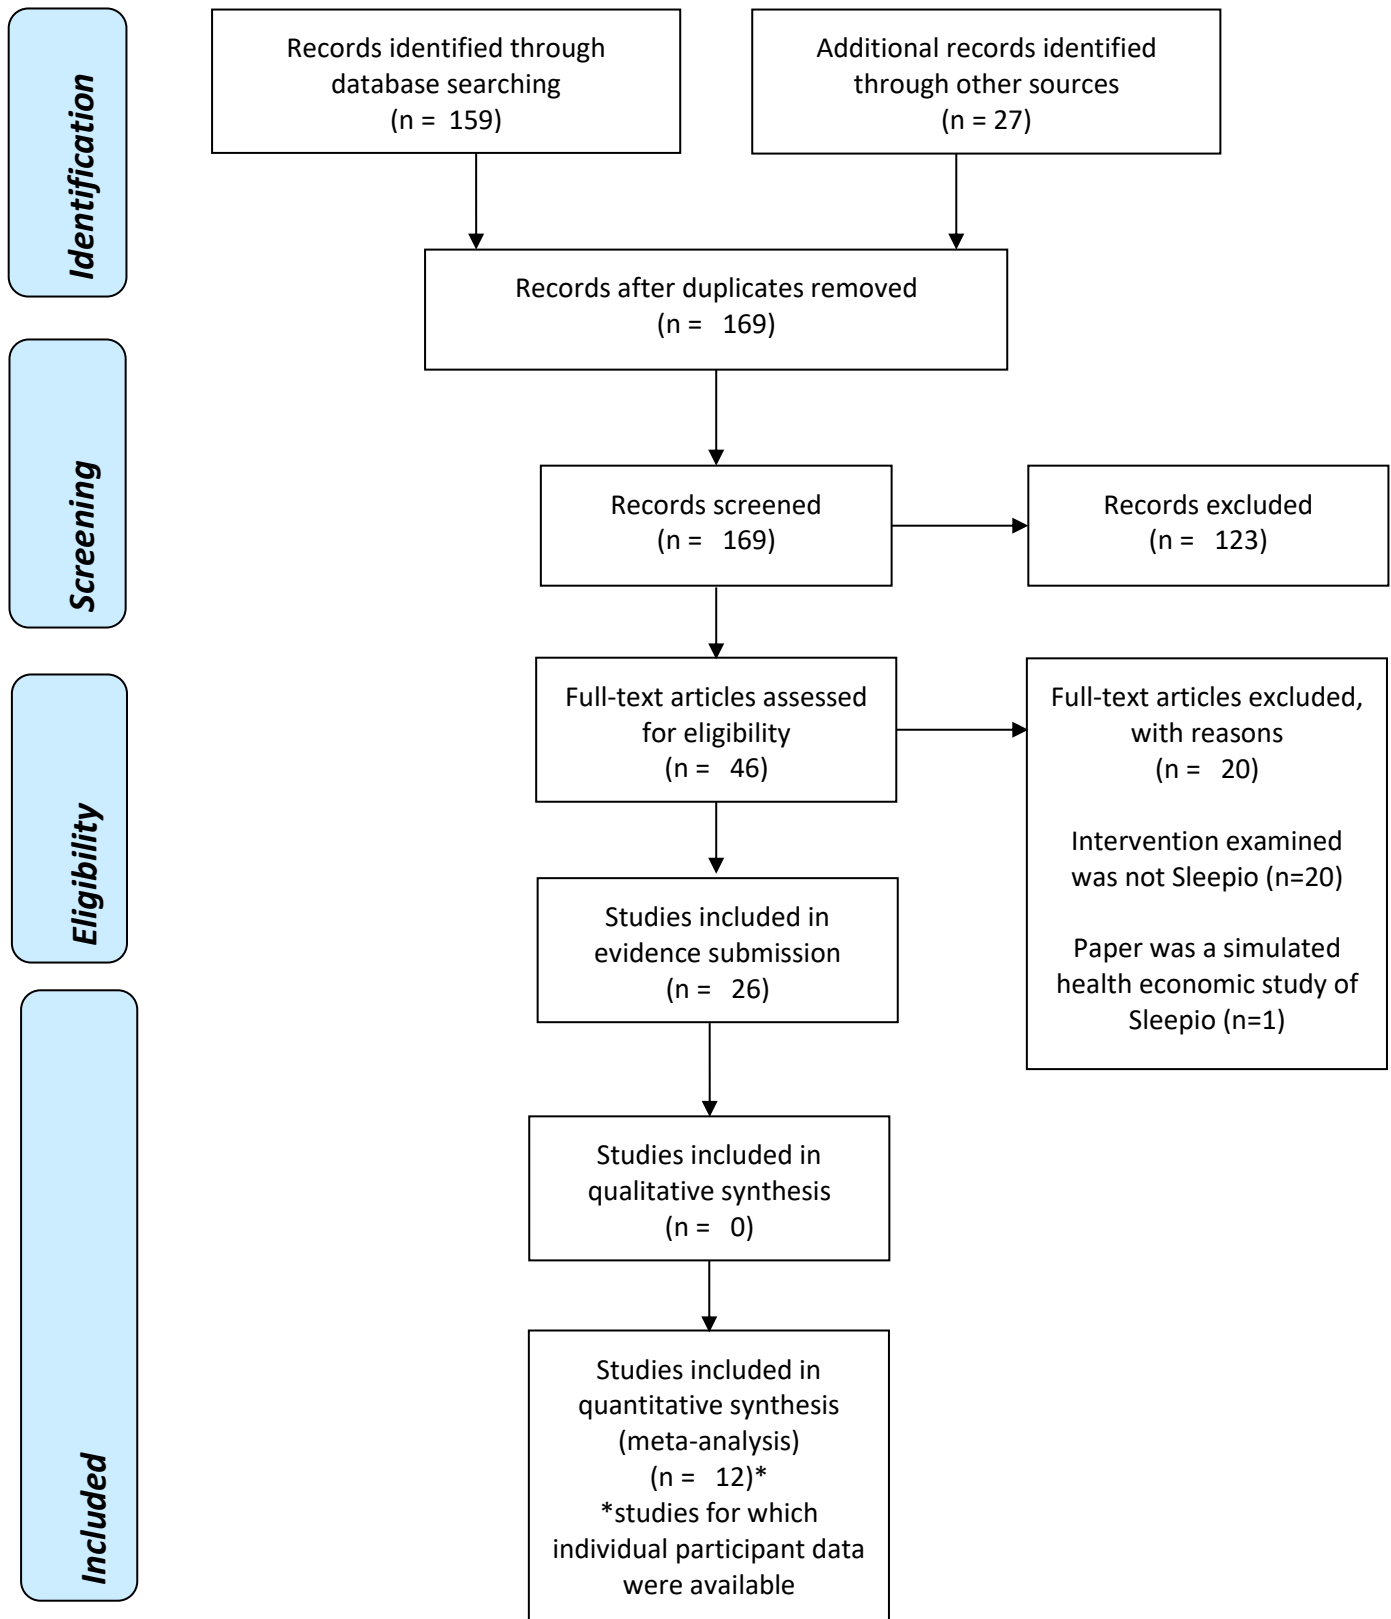 Identification
Records identified through
database searching
(n = 159)
Additional records identified
through other sources
(n = 27)
Records after duplicates removed
(n = 169)
Screening
Records screened
(n = 169)
Records excluded
(n = 123)
Eligibility
Full-text articles assessed
for eligibility
(n = 46)
Full-text articles excluded,
with reasons
(n = 20)
Intervention examined
was not Sleepio (n=20)
Paper was a simulated
health economic study of
Sleepio (n=1)
Studies included in
evidence submission
(n = 26)
Included
Studies included in
qualitative synthesis
(n = 0)
Studies included in
quantitative synthesis
(meta-analysis)
(n = 12)*
*studies for which
individual participant data
were available